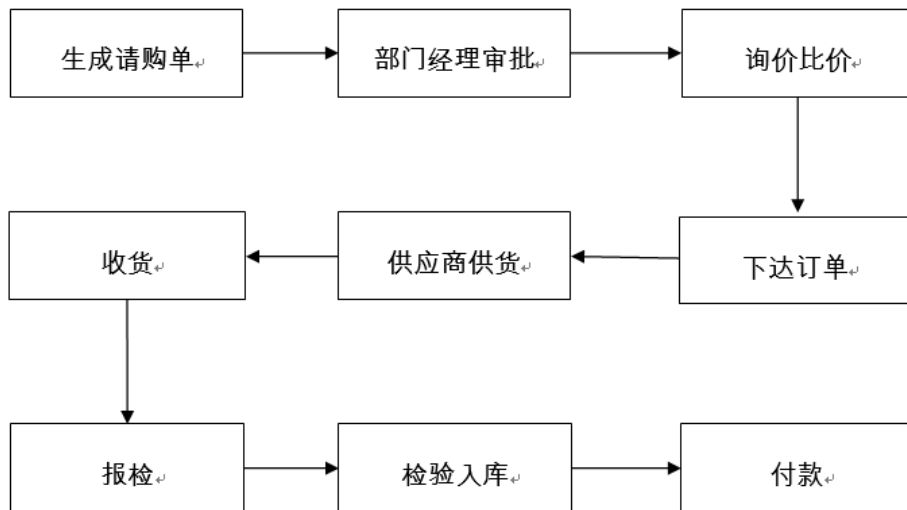 生成请购单
部门经理审批
询价比价
下达订单
供应商供货
收货
报检
检验入库
付款